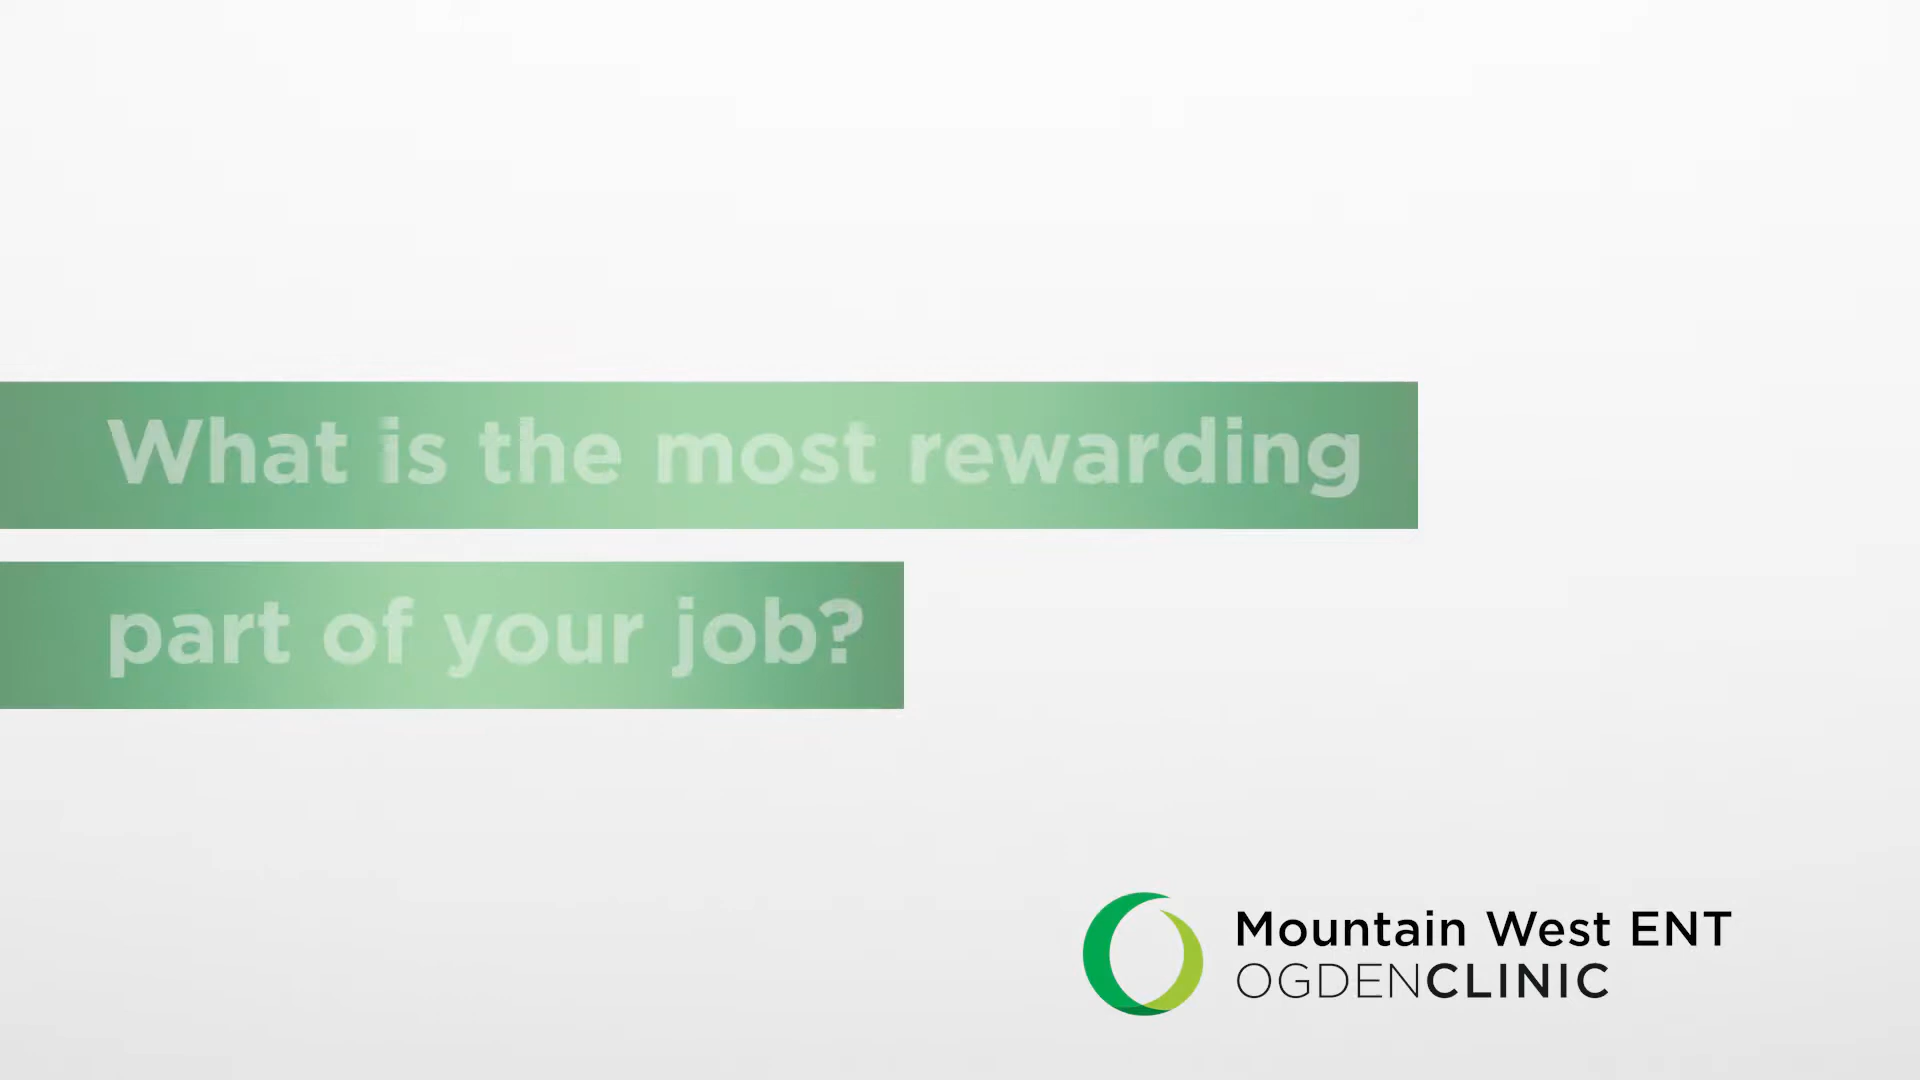 What is the most rewarding
part of your job?
Mountain West ENT
OGDENCLINIC